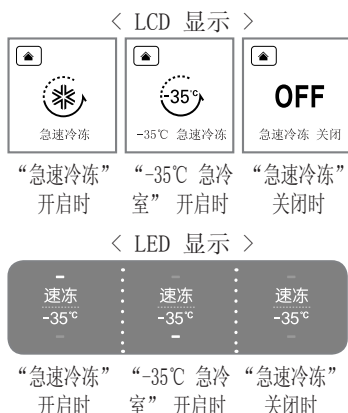 < LCD 显示 >
-35℃ OFF
急速冷冻 -35℃ 急速冷冻 急速冷冻 关闭
“急速冷冻” “-35℃ 急冷 “急速冷冻”
开启时 室” 开启时 关闭时
< LED 显示 >
速冻 速冻 速冻
-35℃ -35℃ -35℃
“急速冷冻” “-35℃ 急冷 “急速冷冻”
开启时 室” 开启时 关闭时